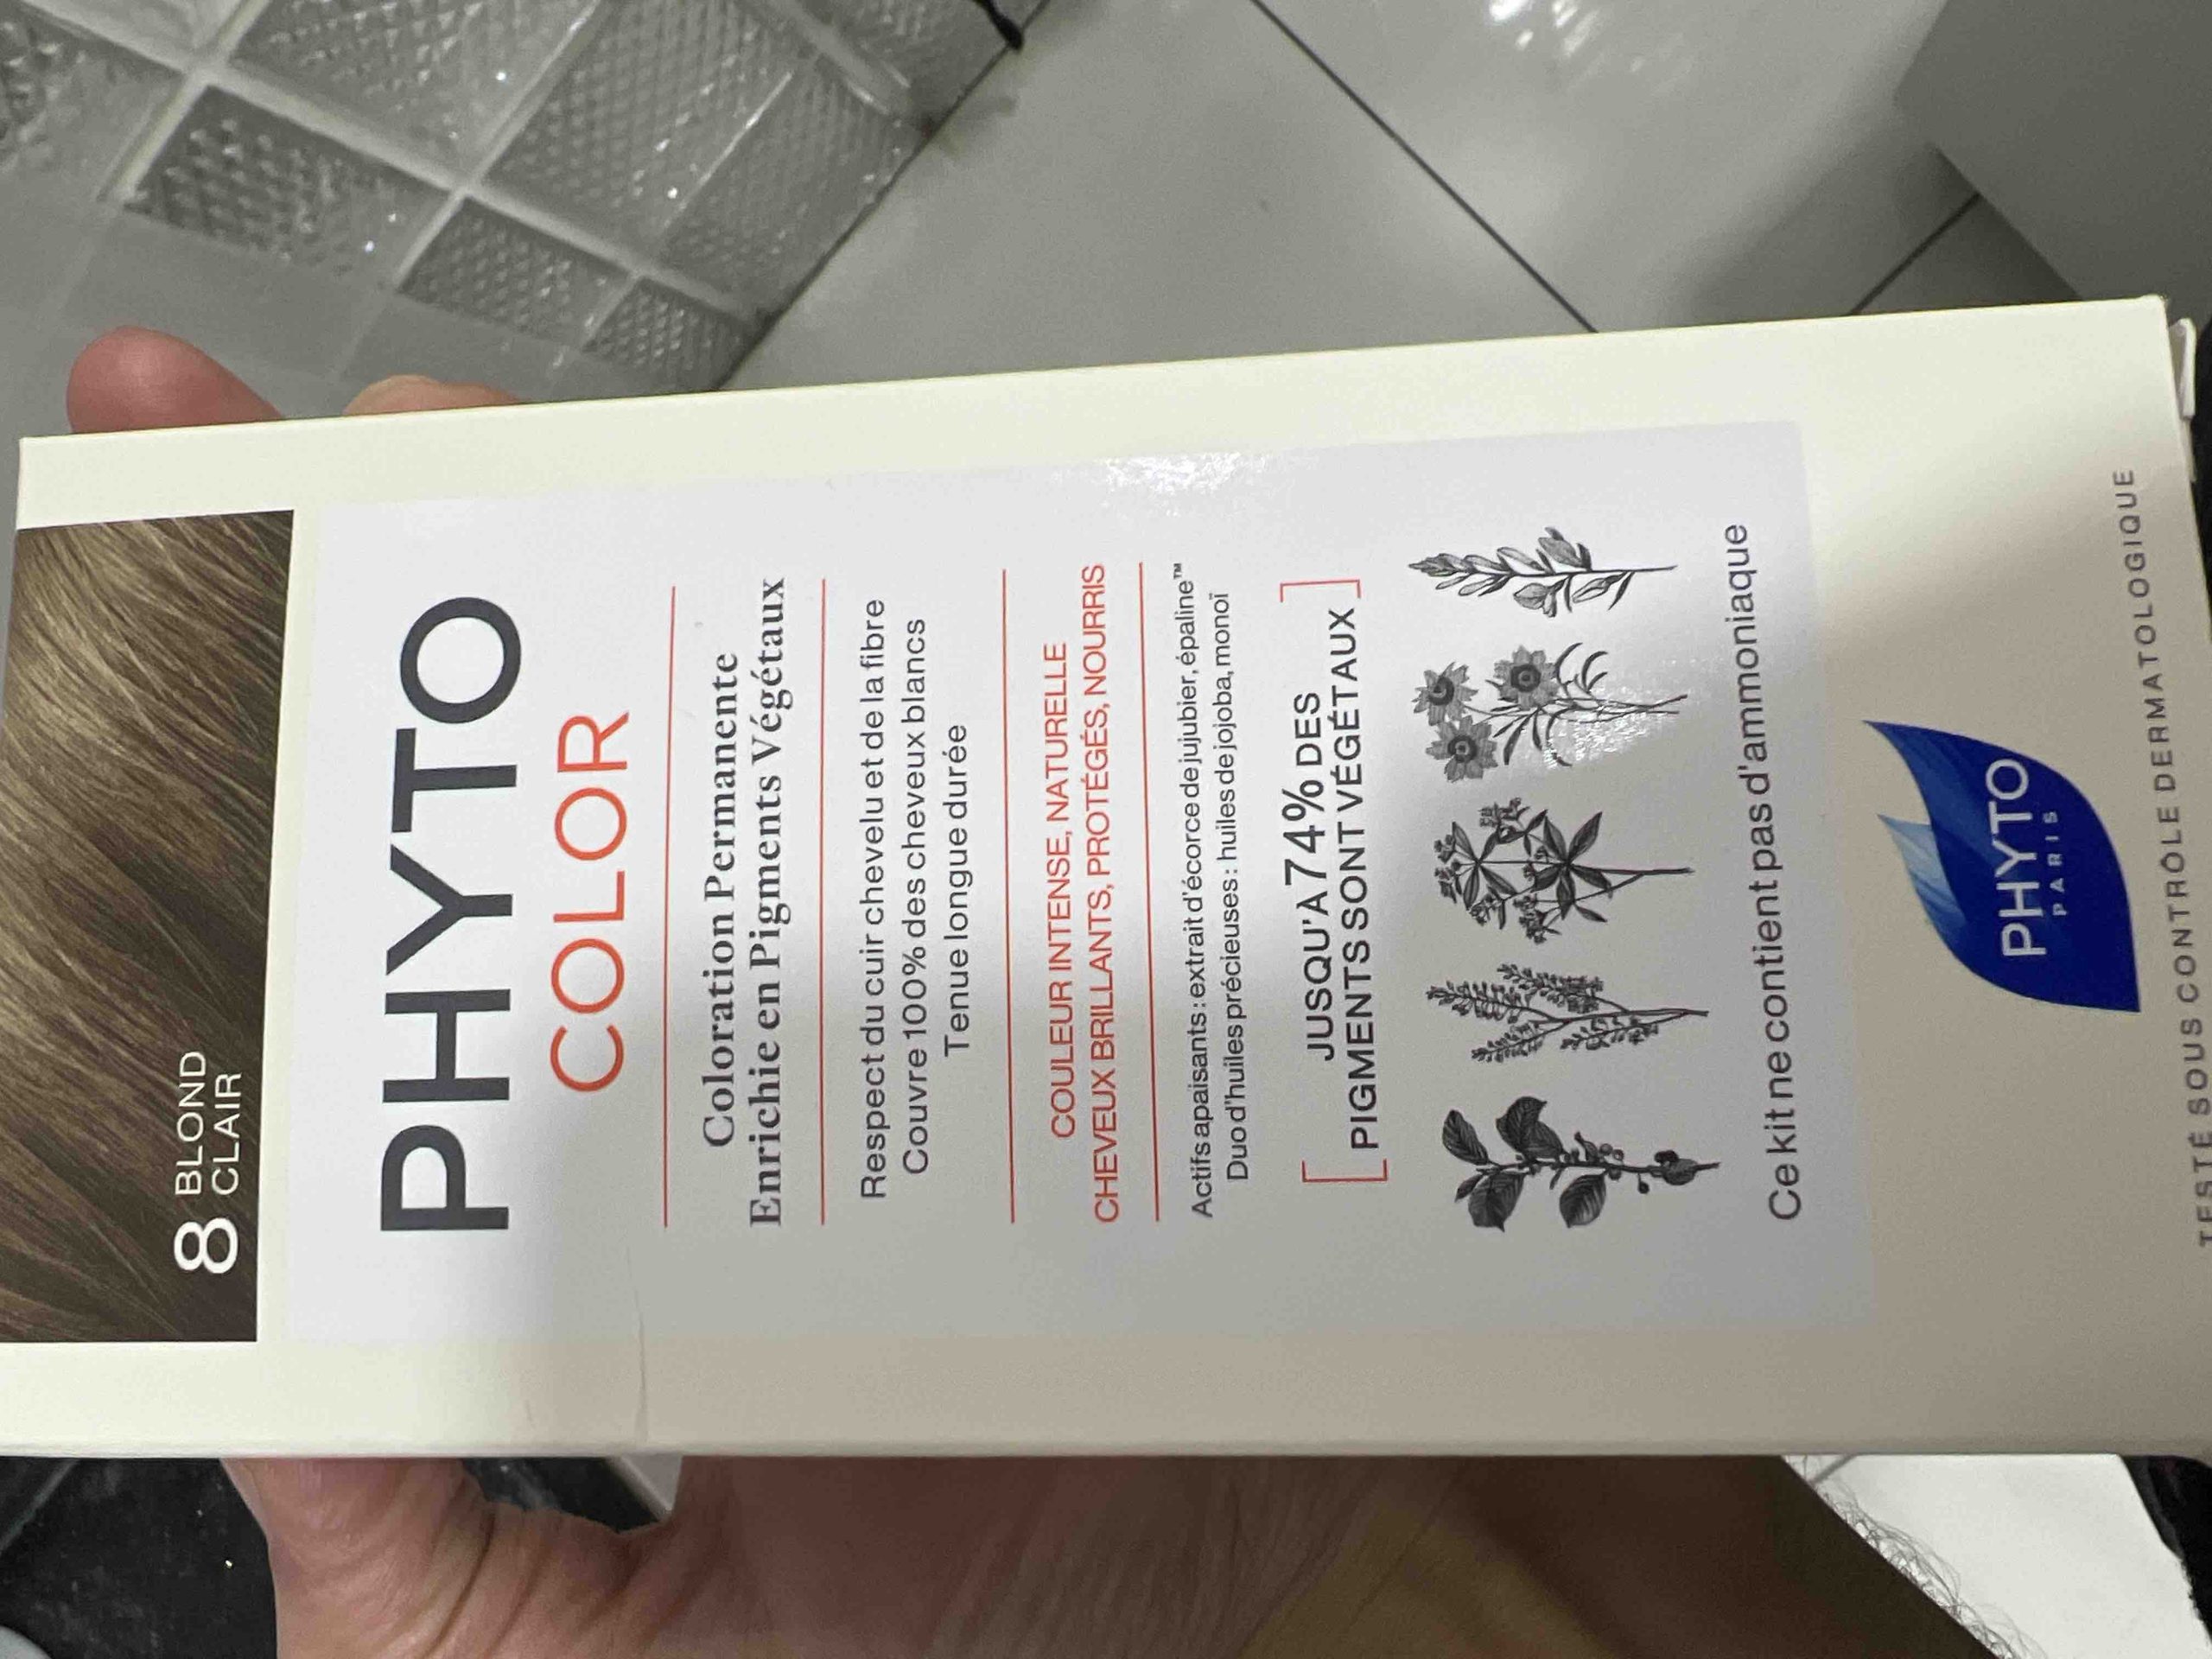 8 BLOND
CLAIR
PHYTO
COLOR
Coloration Permanente
Enrichie en Pigments Végétaux
Respect du cuir chevelu et de la fibre
Couvre 100% des cheveux blancs
Tenue longue durée
COULEUR INTENSE, NATURELLE
CHEVEUX BRILLANTS, PROTÉGÉS, NOURRIS
Actifs apaisants : extrait d'écorce de jujubier, épaline™
Duo d'huiles précieuses : huiles de jojoba, monoï
JUSQU'À 74% DES
PIGMENTS SONT VÉGÉTAUX
Ce kit ne contient pas d'ammoniaque
PHYTO
PARIS
TESTÉ SOUS CONTRÔLE DERMATOLOGIQUE